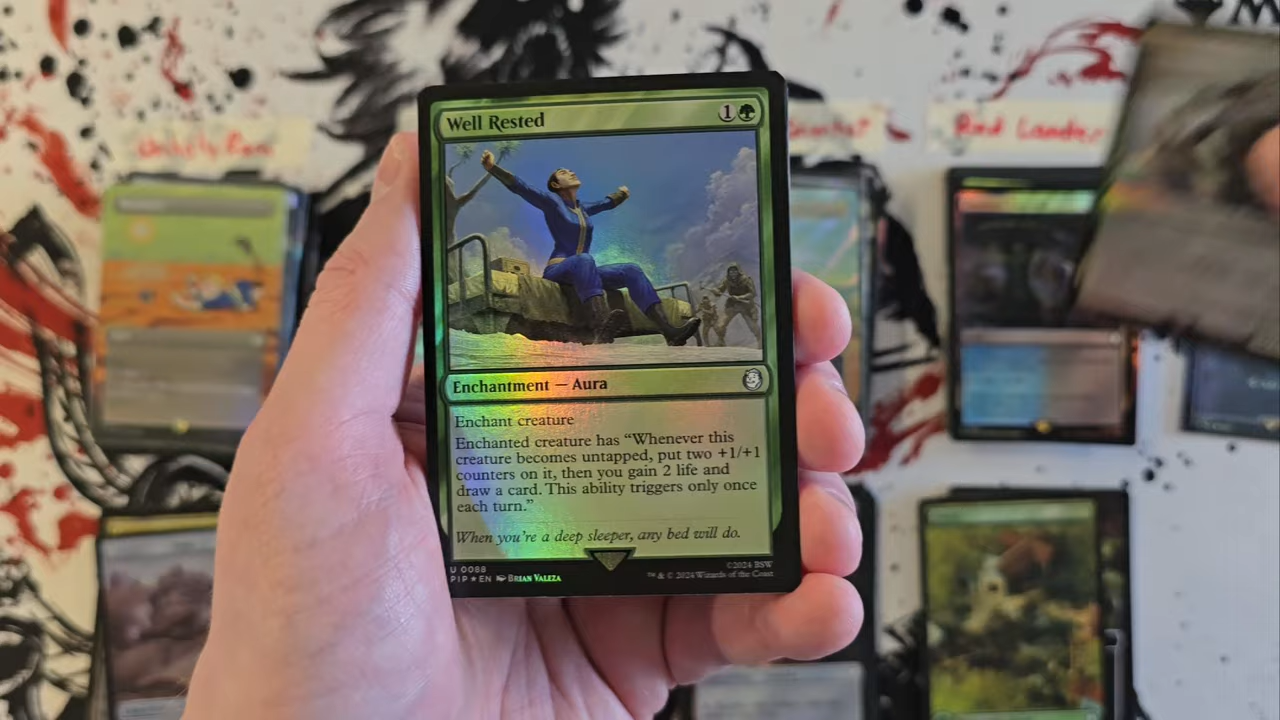 Well Rested
1
Enchantment — Aura
Enchant creature
Enchanted creature has “Whenever this
creature becomes untapped, put two +1/+1
counters on it, then you gain 2 life and
draw a card. This ability triggers only once
each turn.”
When you're a deep sleeper, any bed will do.
U 0088
PIP ★ EN Brian Valeza
©2024 BSW
™ & © 2024 Wizards of the Coast
Red Lander